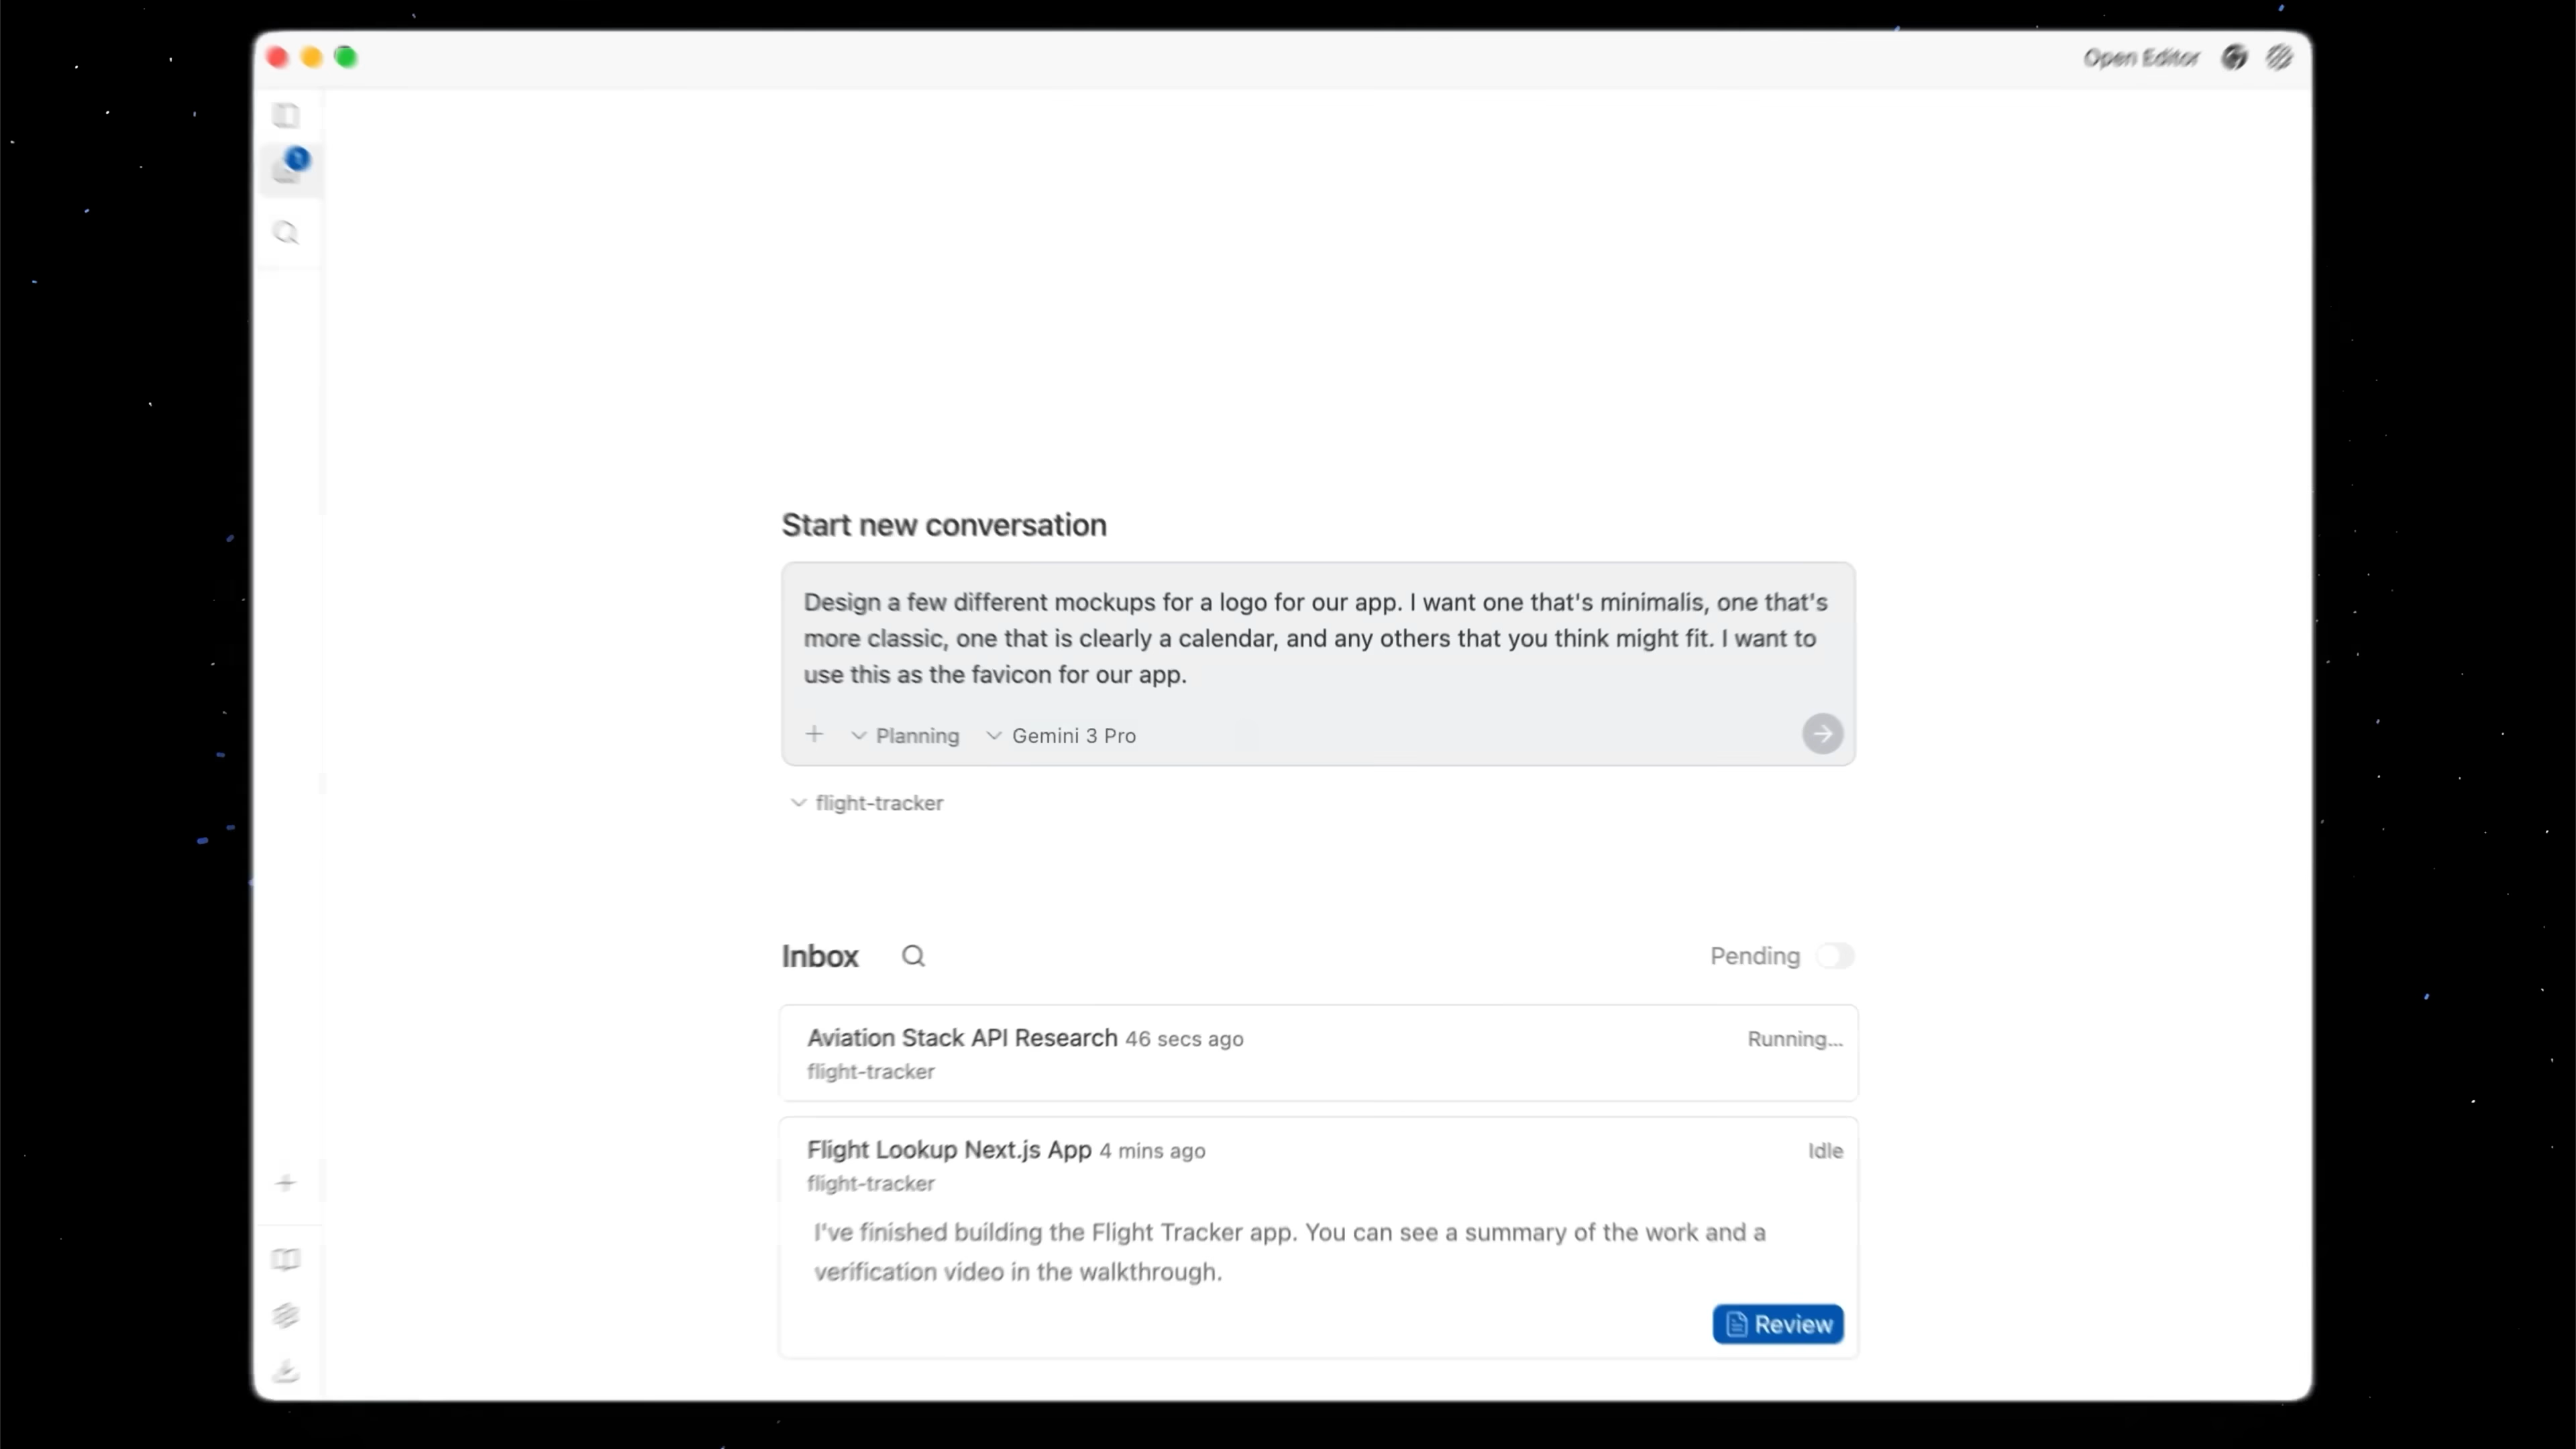 Open Editor
Start new conversation
Design a few different mockups for a logo for our app. I want one that's minimalis, one that's
more classic, one that is clearly a calendar, and any others that you think might fit. I want to
use this as the favicon for our app.
Planning Gemini 3 Pro
flight-tracker
Inbox Pending
Aviation Stack API Research 46 secs ago Running...
flight-tracker
Flight Lookup Next.js App 4 mins ago Idle
flight-tracker
I've finished building the Flight Tracker app. You can see a summary of the work and a
verification video in the walkthrough.
Review